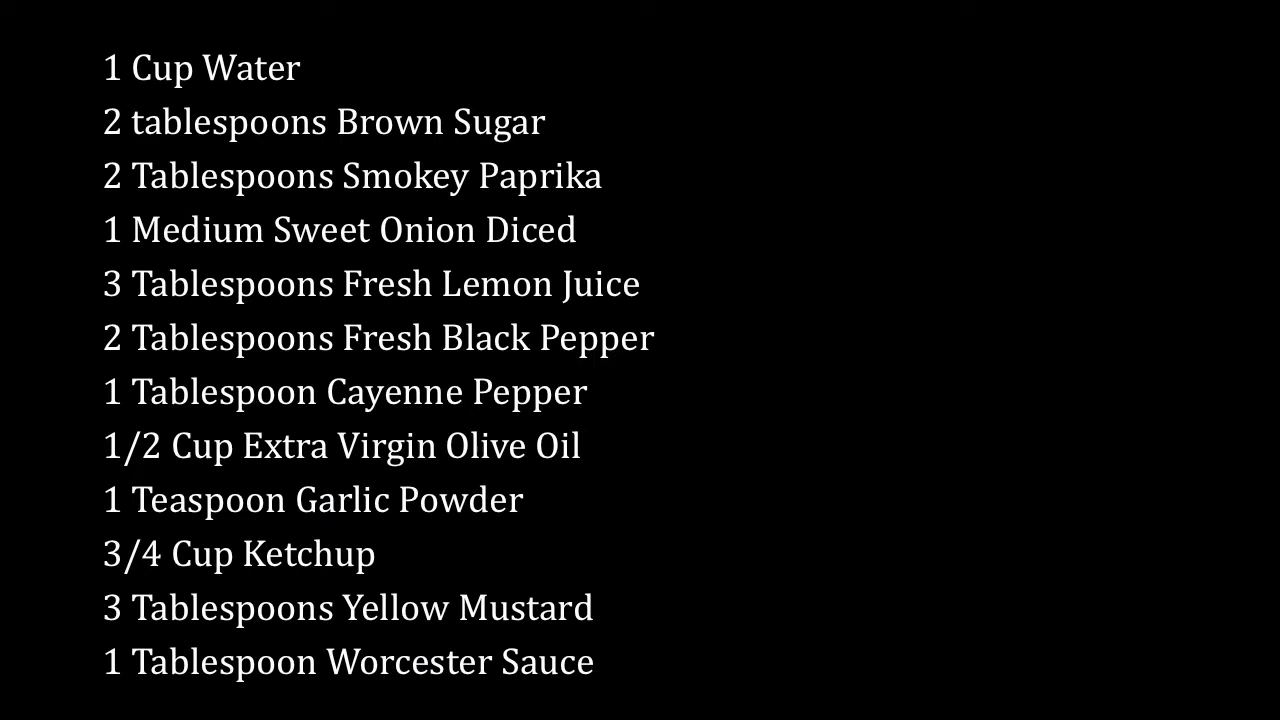 1 Cup Water
2 tablespoons Brown Sugar
2 Tablespoons Smokey Paprika
1 Medium Sweet Onion Diced
3 Tablespoons Fresh Lemon Juice
2 Tablespoons Fresh Black Pepper
1 Tablespoon Cayenne Pepper
1/2 Cup Extra Virgin Olive Oil
1 Teaspoon Garlic Powder
3/4 Cup Ketchup
3 Tablespoons Yellow Mustard
1 Tablespoon Worcester Sauce